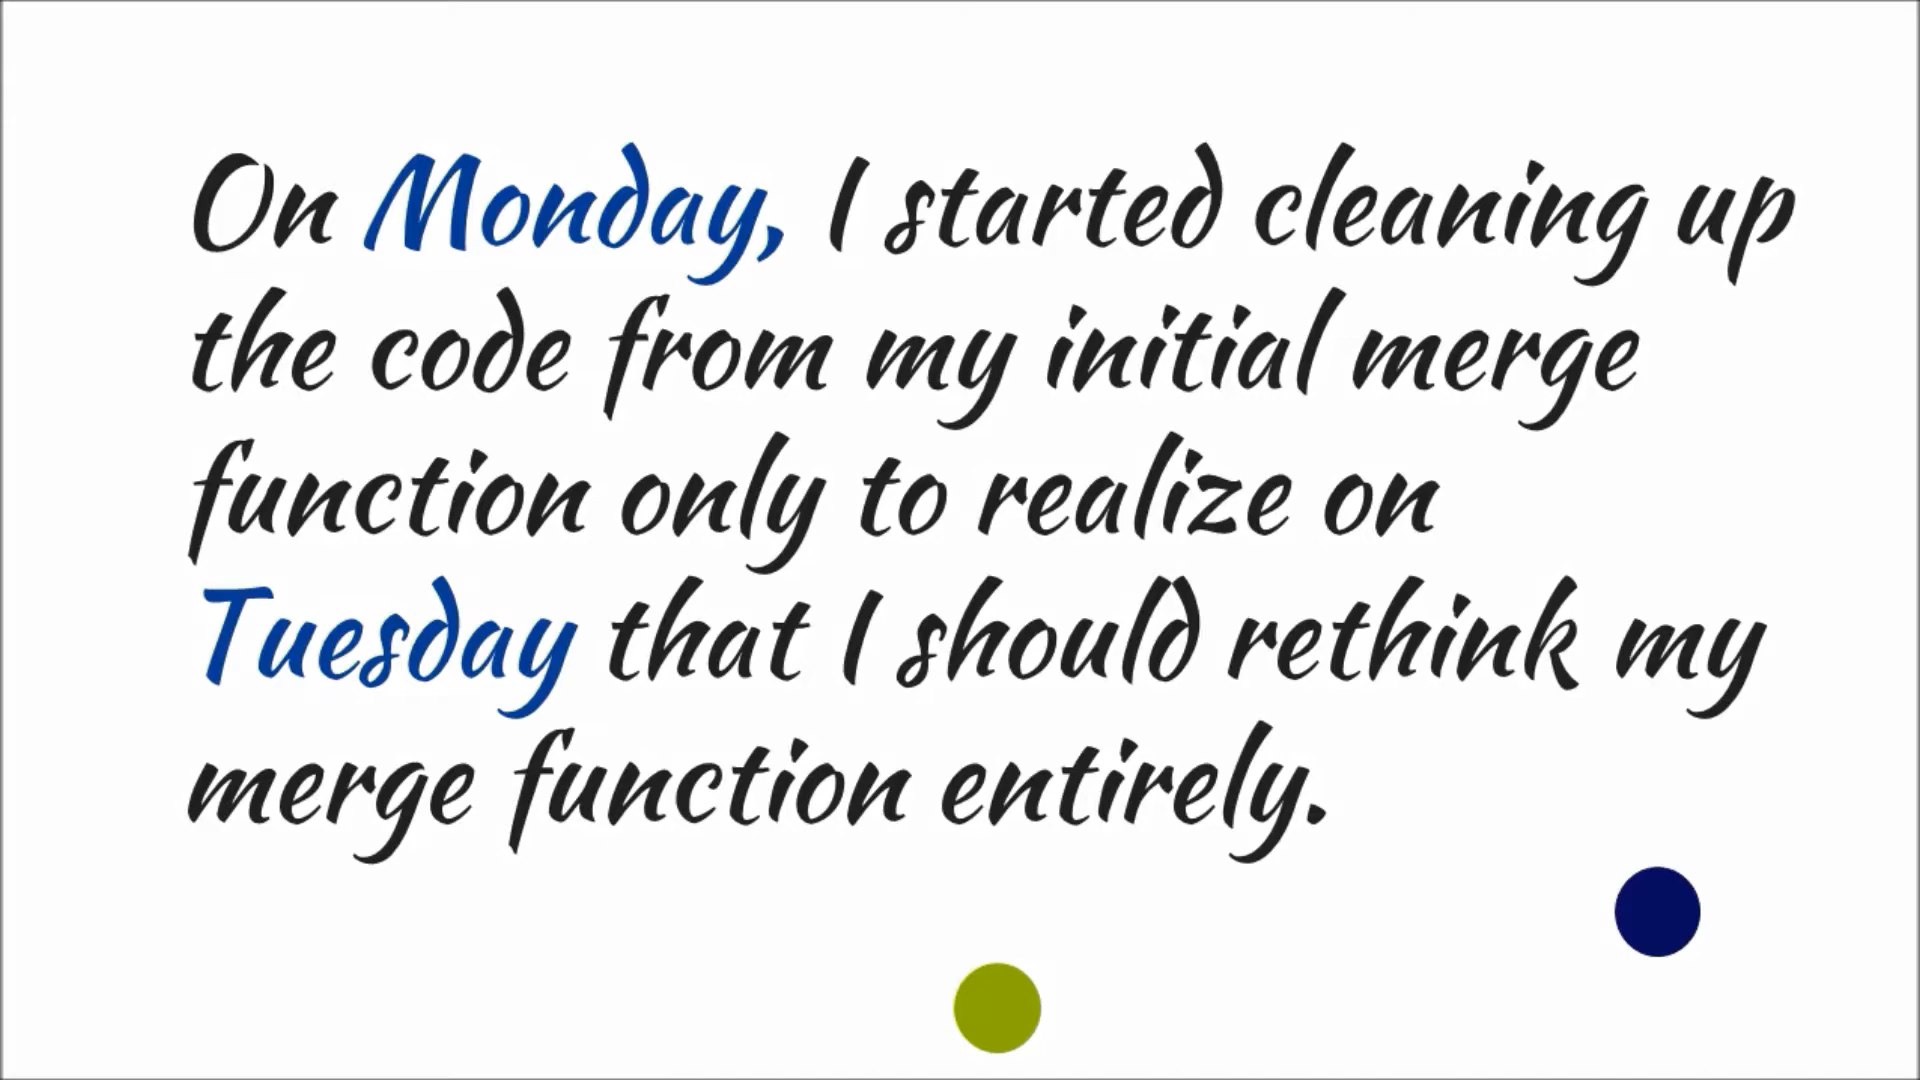 On Monday, I started cleaning up
the code from my initial merge
function only to realize on
Tuesday that I should rethink my
merge function entirely.